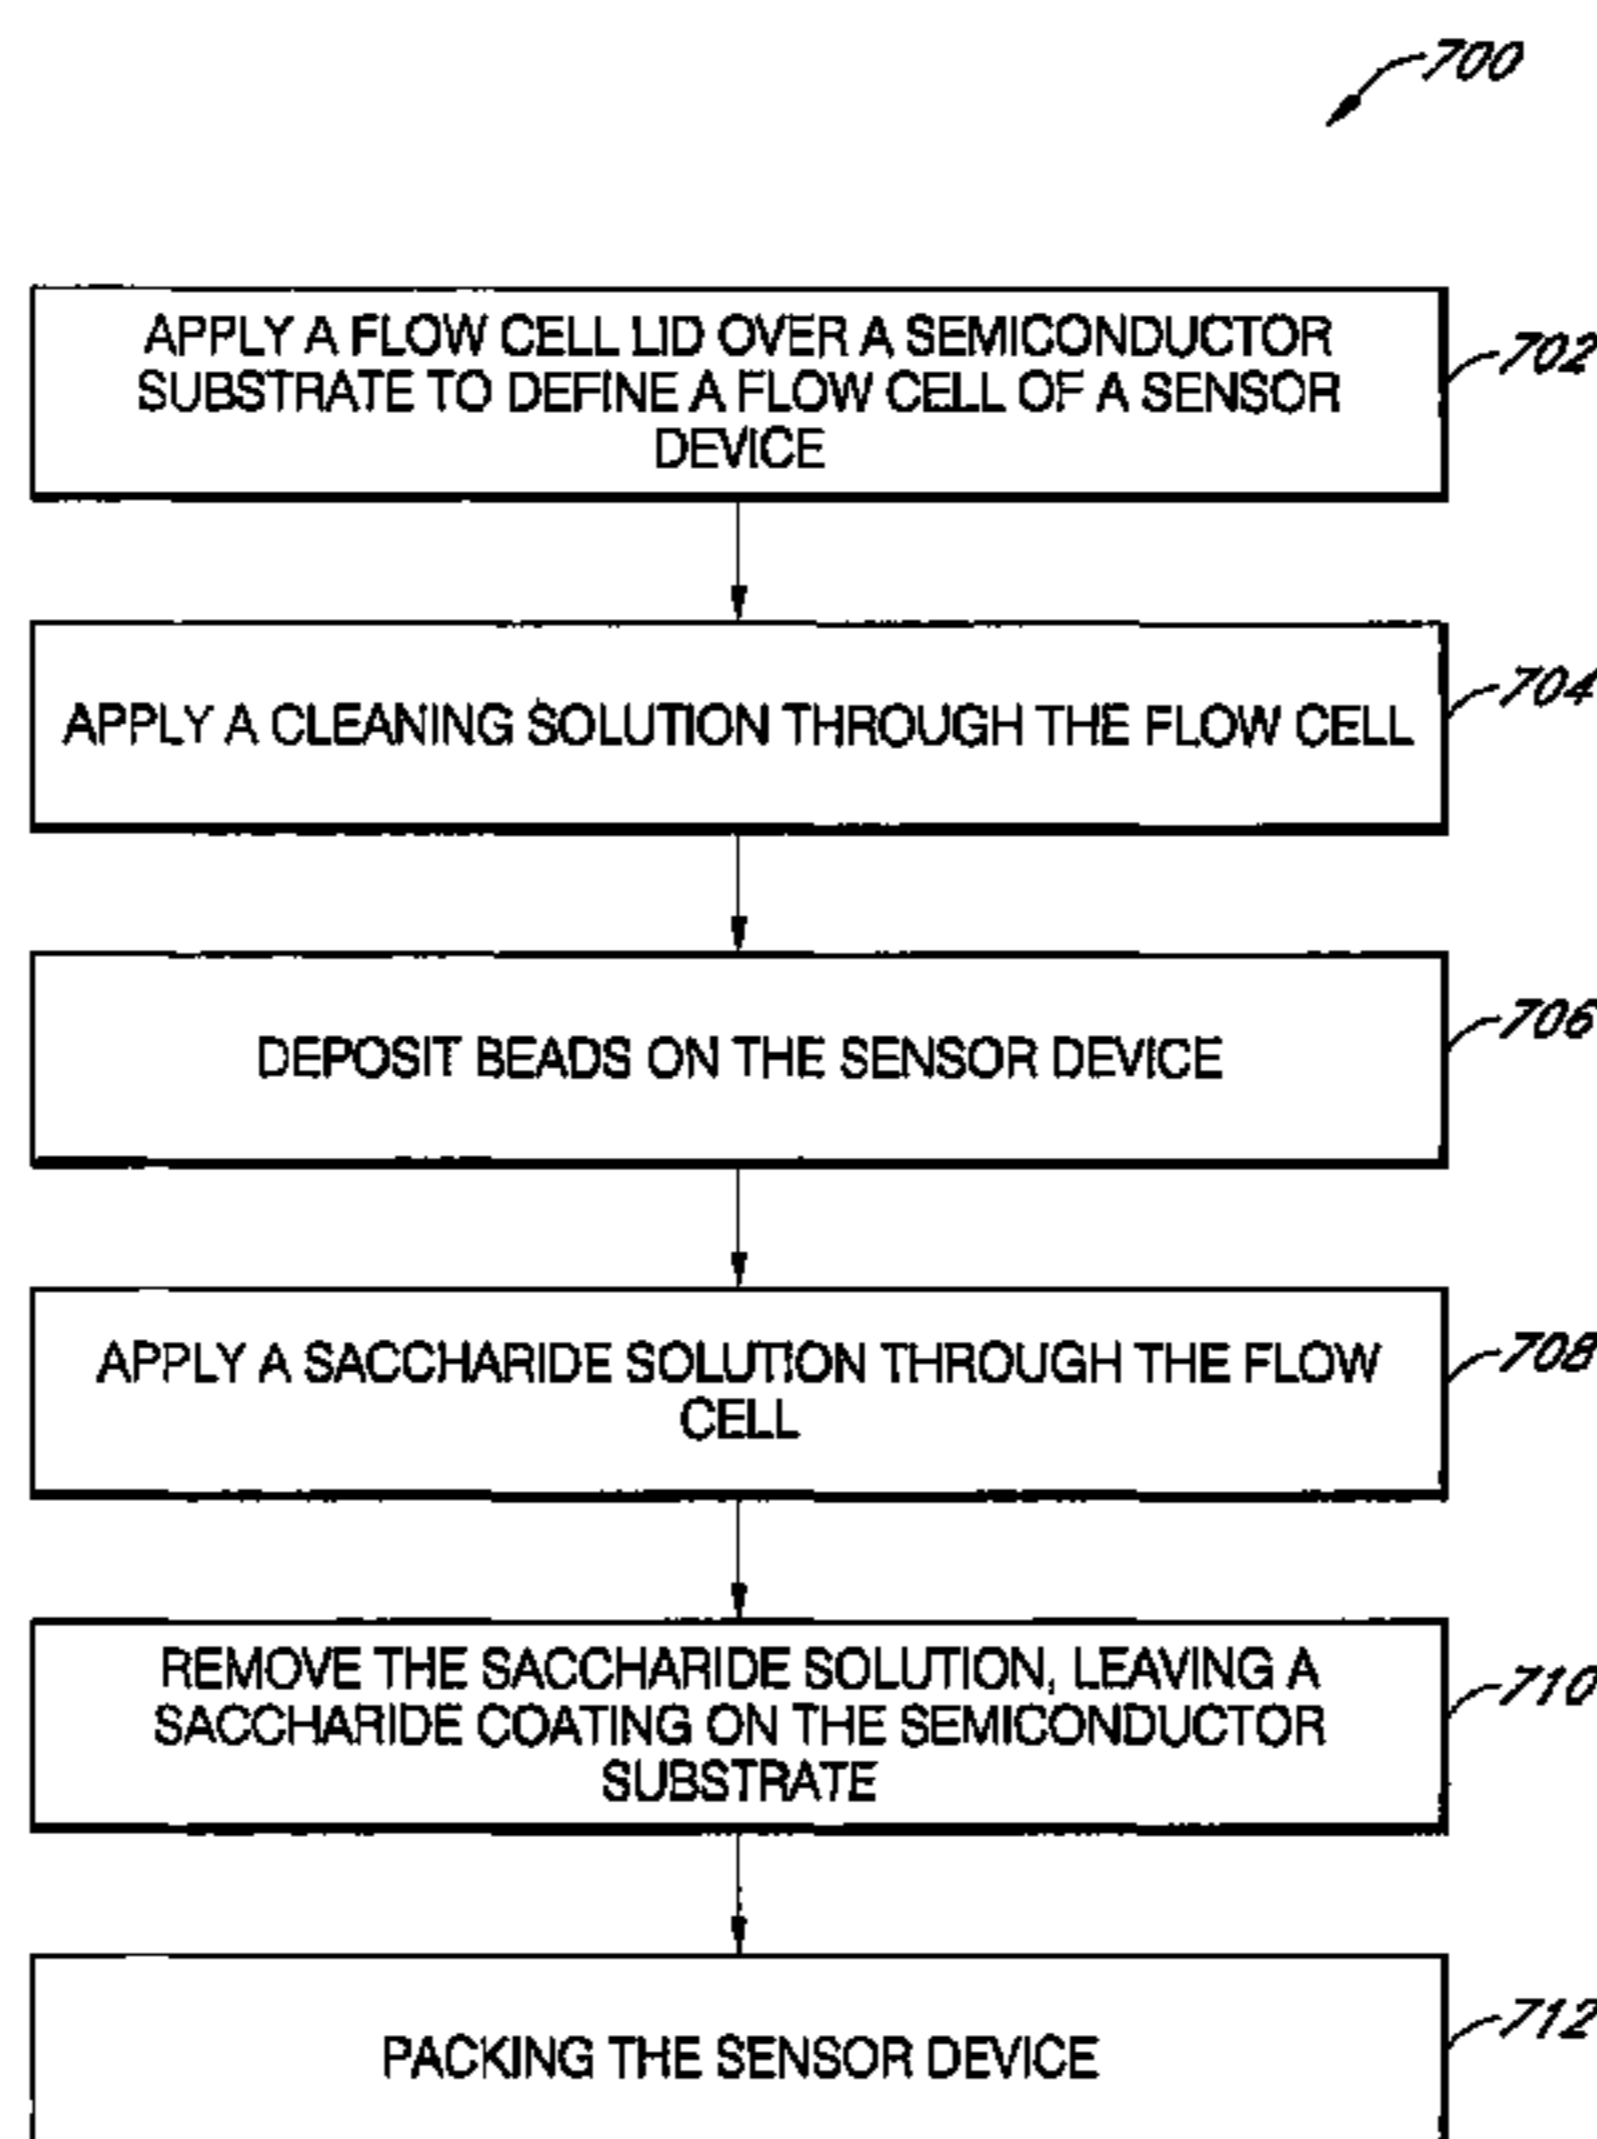 700
APPLY A FLOW CELL LID OVER A SEMICONDUCTOR
SUBSTRATE TO DEFINE A FLOW CELL OF A SENSOR
DEVICE
702
APPLY A CLEANING SOLUTION THROUGH THE FLOW CELL
704
DEPOSIT BEADS ON THE SENSOR DEVICE
706
APPLY A SACCHARIDE SOLUTION THROUGH THE FLOW
CELL
708
REMOVE THE SACCHARIDE SOLUTION, LEAVING A
SACCHARIDE COATING ON THE SEMICONDUCTOR
SUBSTRATE
710
PACKING THE SENSOR DEVICE
712